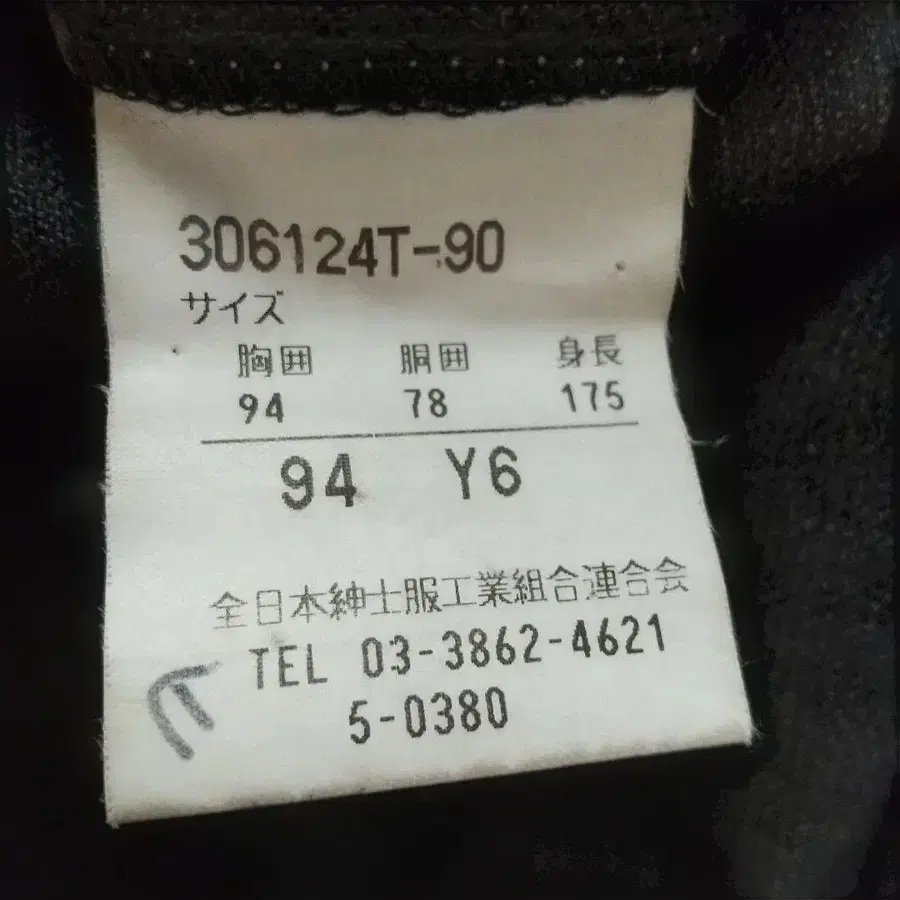 306124T-90
サイズ
胸囲 胴囲 身長
94 78 175
94 Y6
全日本紳士服工業組合連合会
TEL 03-3862-4621
5-0380